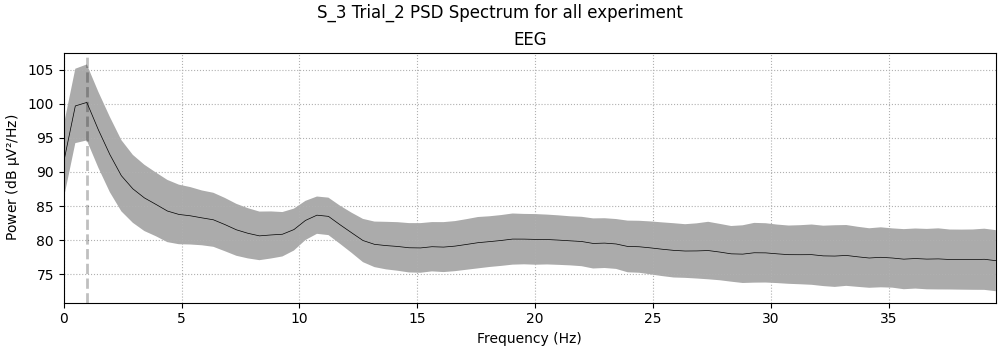 S_3 Trial_2 PSD Spectrum for all experiment
EEG
Power (dB µV²/Hz)
105
100
95
90
85
80
75
0 5 10 15 20 25 30 35
Frequency (Hz)